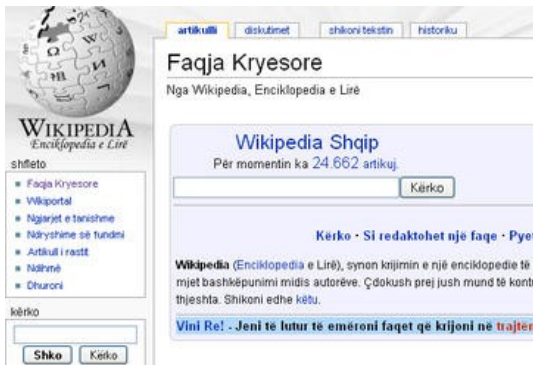 artikulli diskutimet shikoni tekstin historiku
Faqja Kryesore
Nga Wikipedia, Enciklopedia e Lirë
WIKIPEDIA
Enciklopedia e Lirë
shfleto
Faqja Kryesore
Wikiportal
Ngjarjet e tanishme
Ndryshime së fundmi
Artikull i rastit
Ndihmë
Dhuroni
kërko
Shko Kërko
Wikipedia Shqip
Për momentin ka 24.662 artikuj.
Kërko
Kërko · Si redaktohet një faqe · Pyet
Wikipedia (Enciklopedia e Lirë), synon krijimin e një enciklopedie të
mjet bashkëpunimi midis autorëve. Çdokush prej jush mund të kontr
thjeshta. Shikoni edhe këtu.
Vini Re! - Jeni të lutur të emëroni faqet që krijoni në trajtën